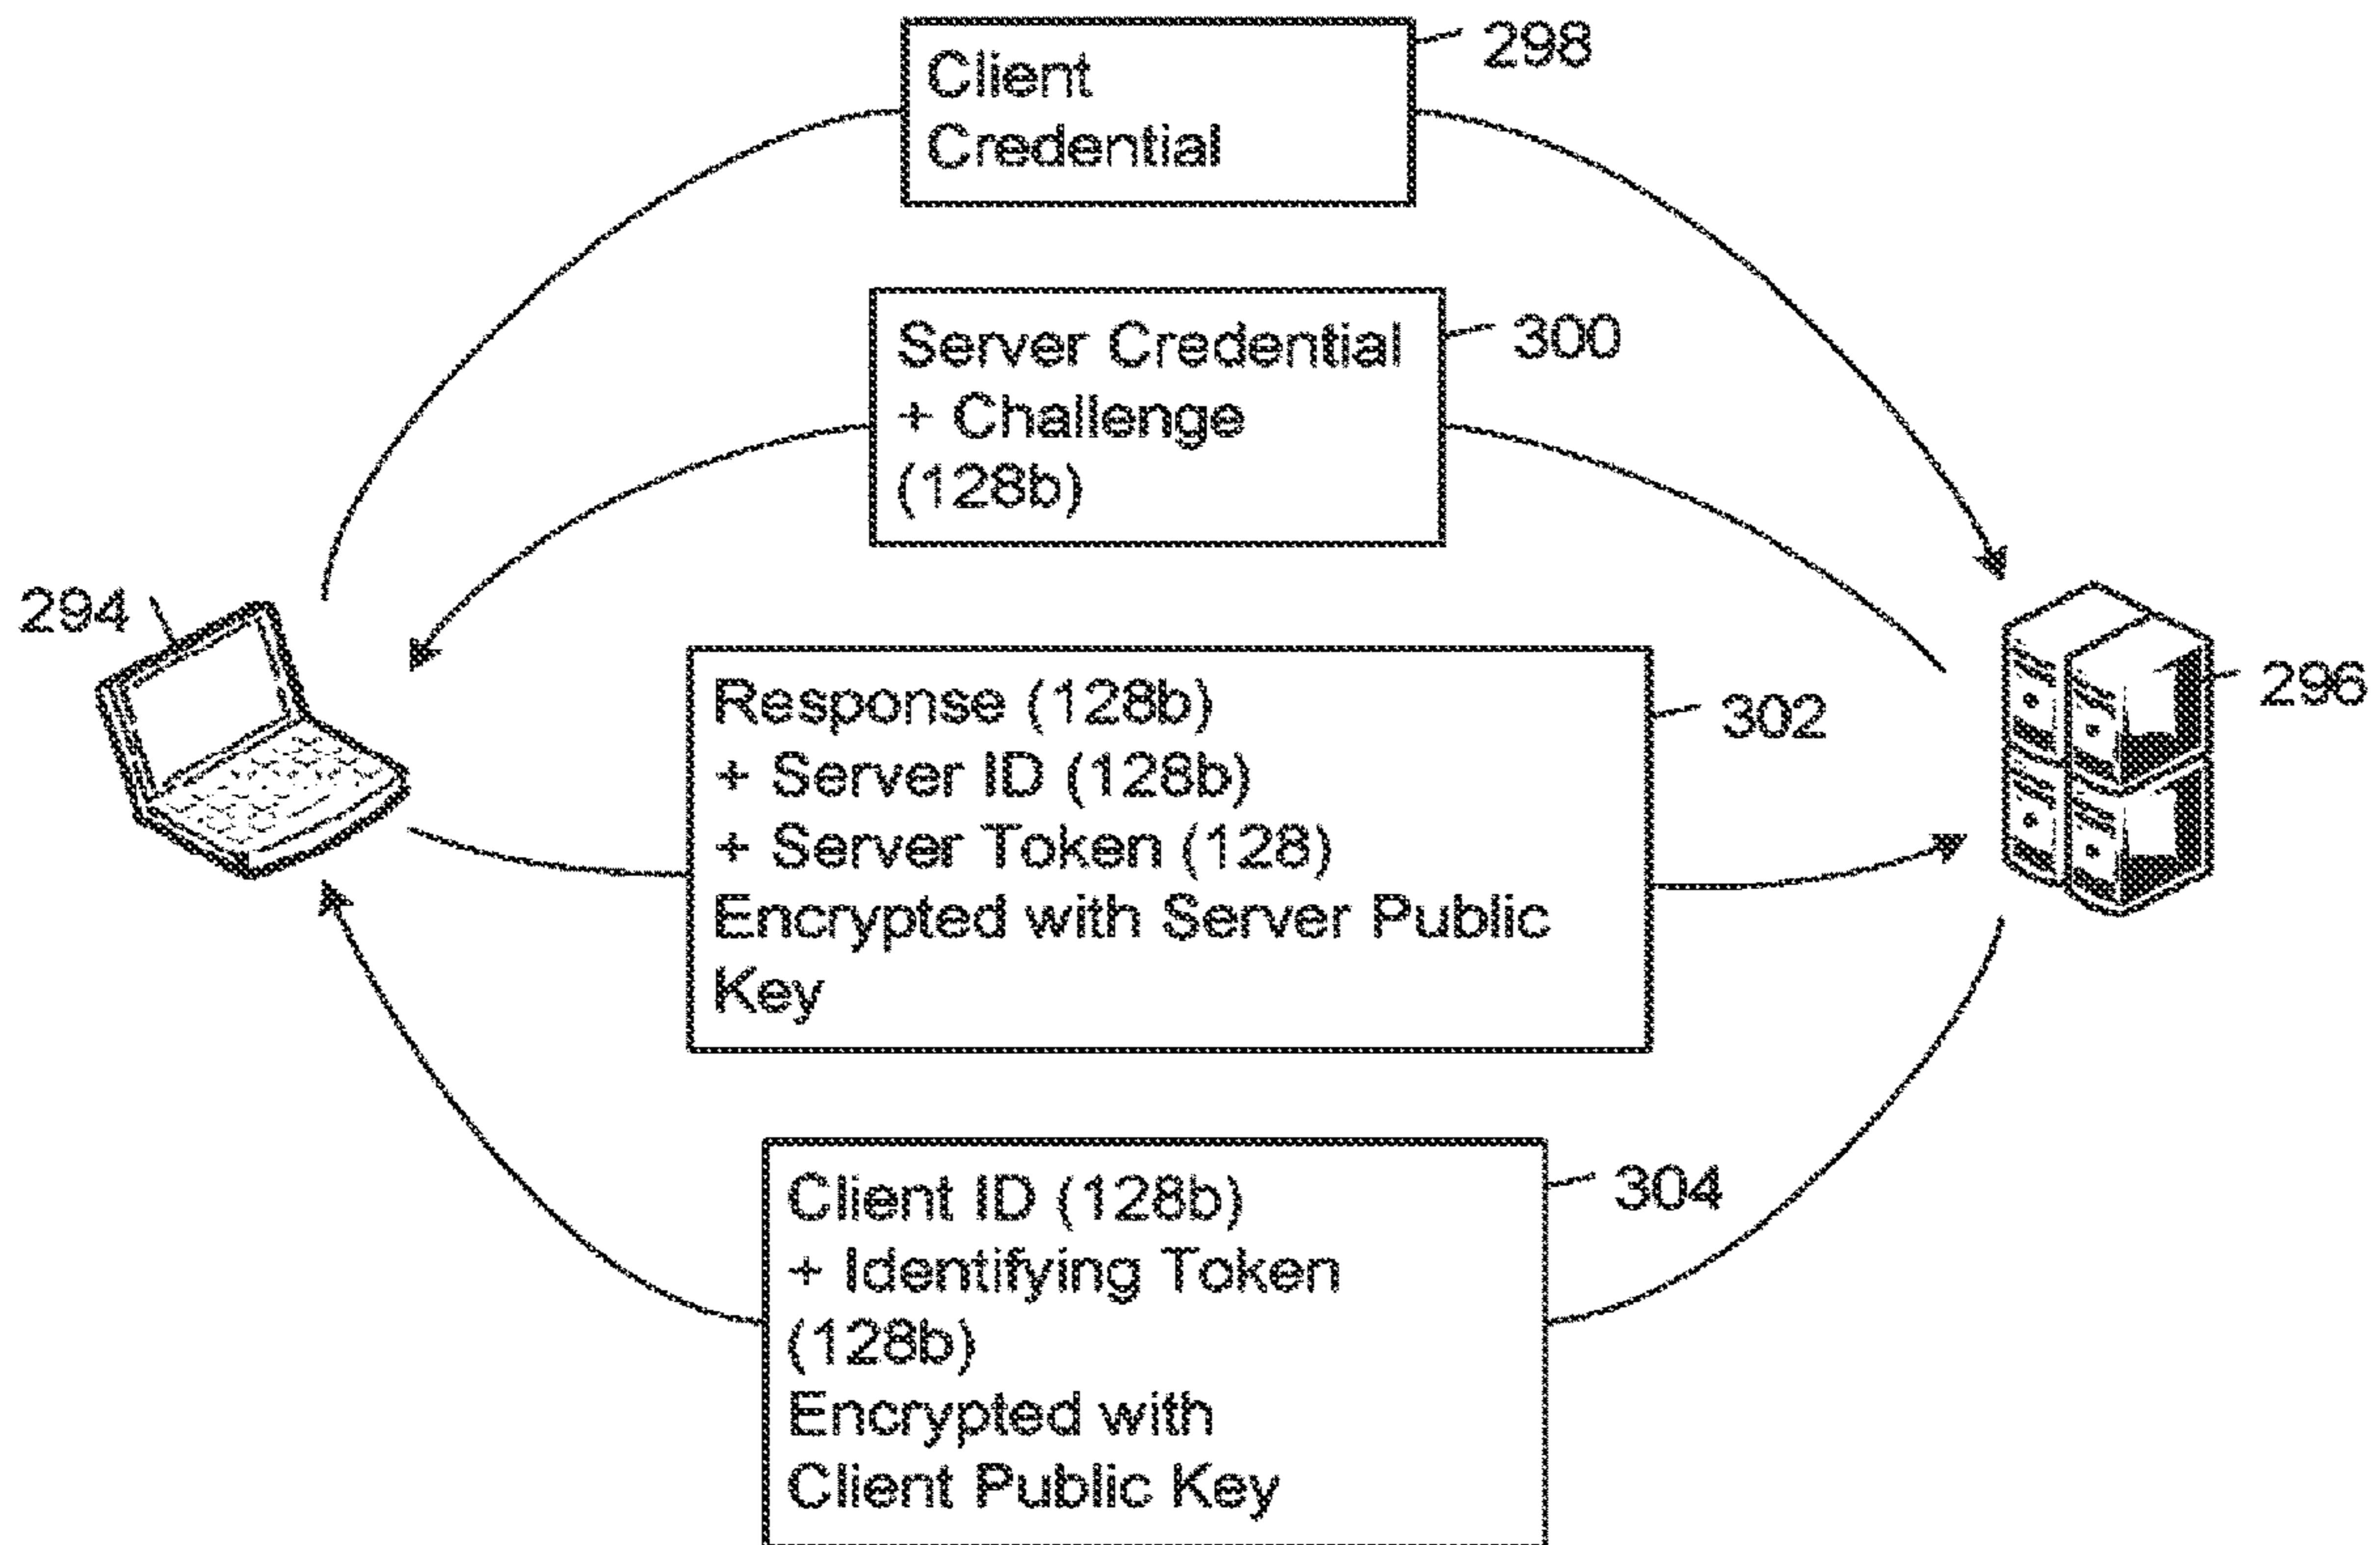 Client
Credential
298
Server Credential
+ Challenge
(128b)
300
294
Response (128b)
+ Server ID (128b)
+ Server Token (128)
Encrypted with Server Public
Key
302
296
Client ID (128b)
+ Identifying Token
(128b)
Encrypted with
Client Public Key
304